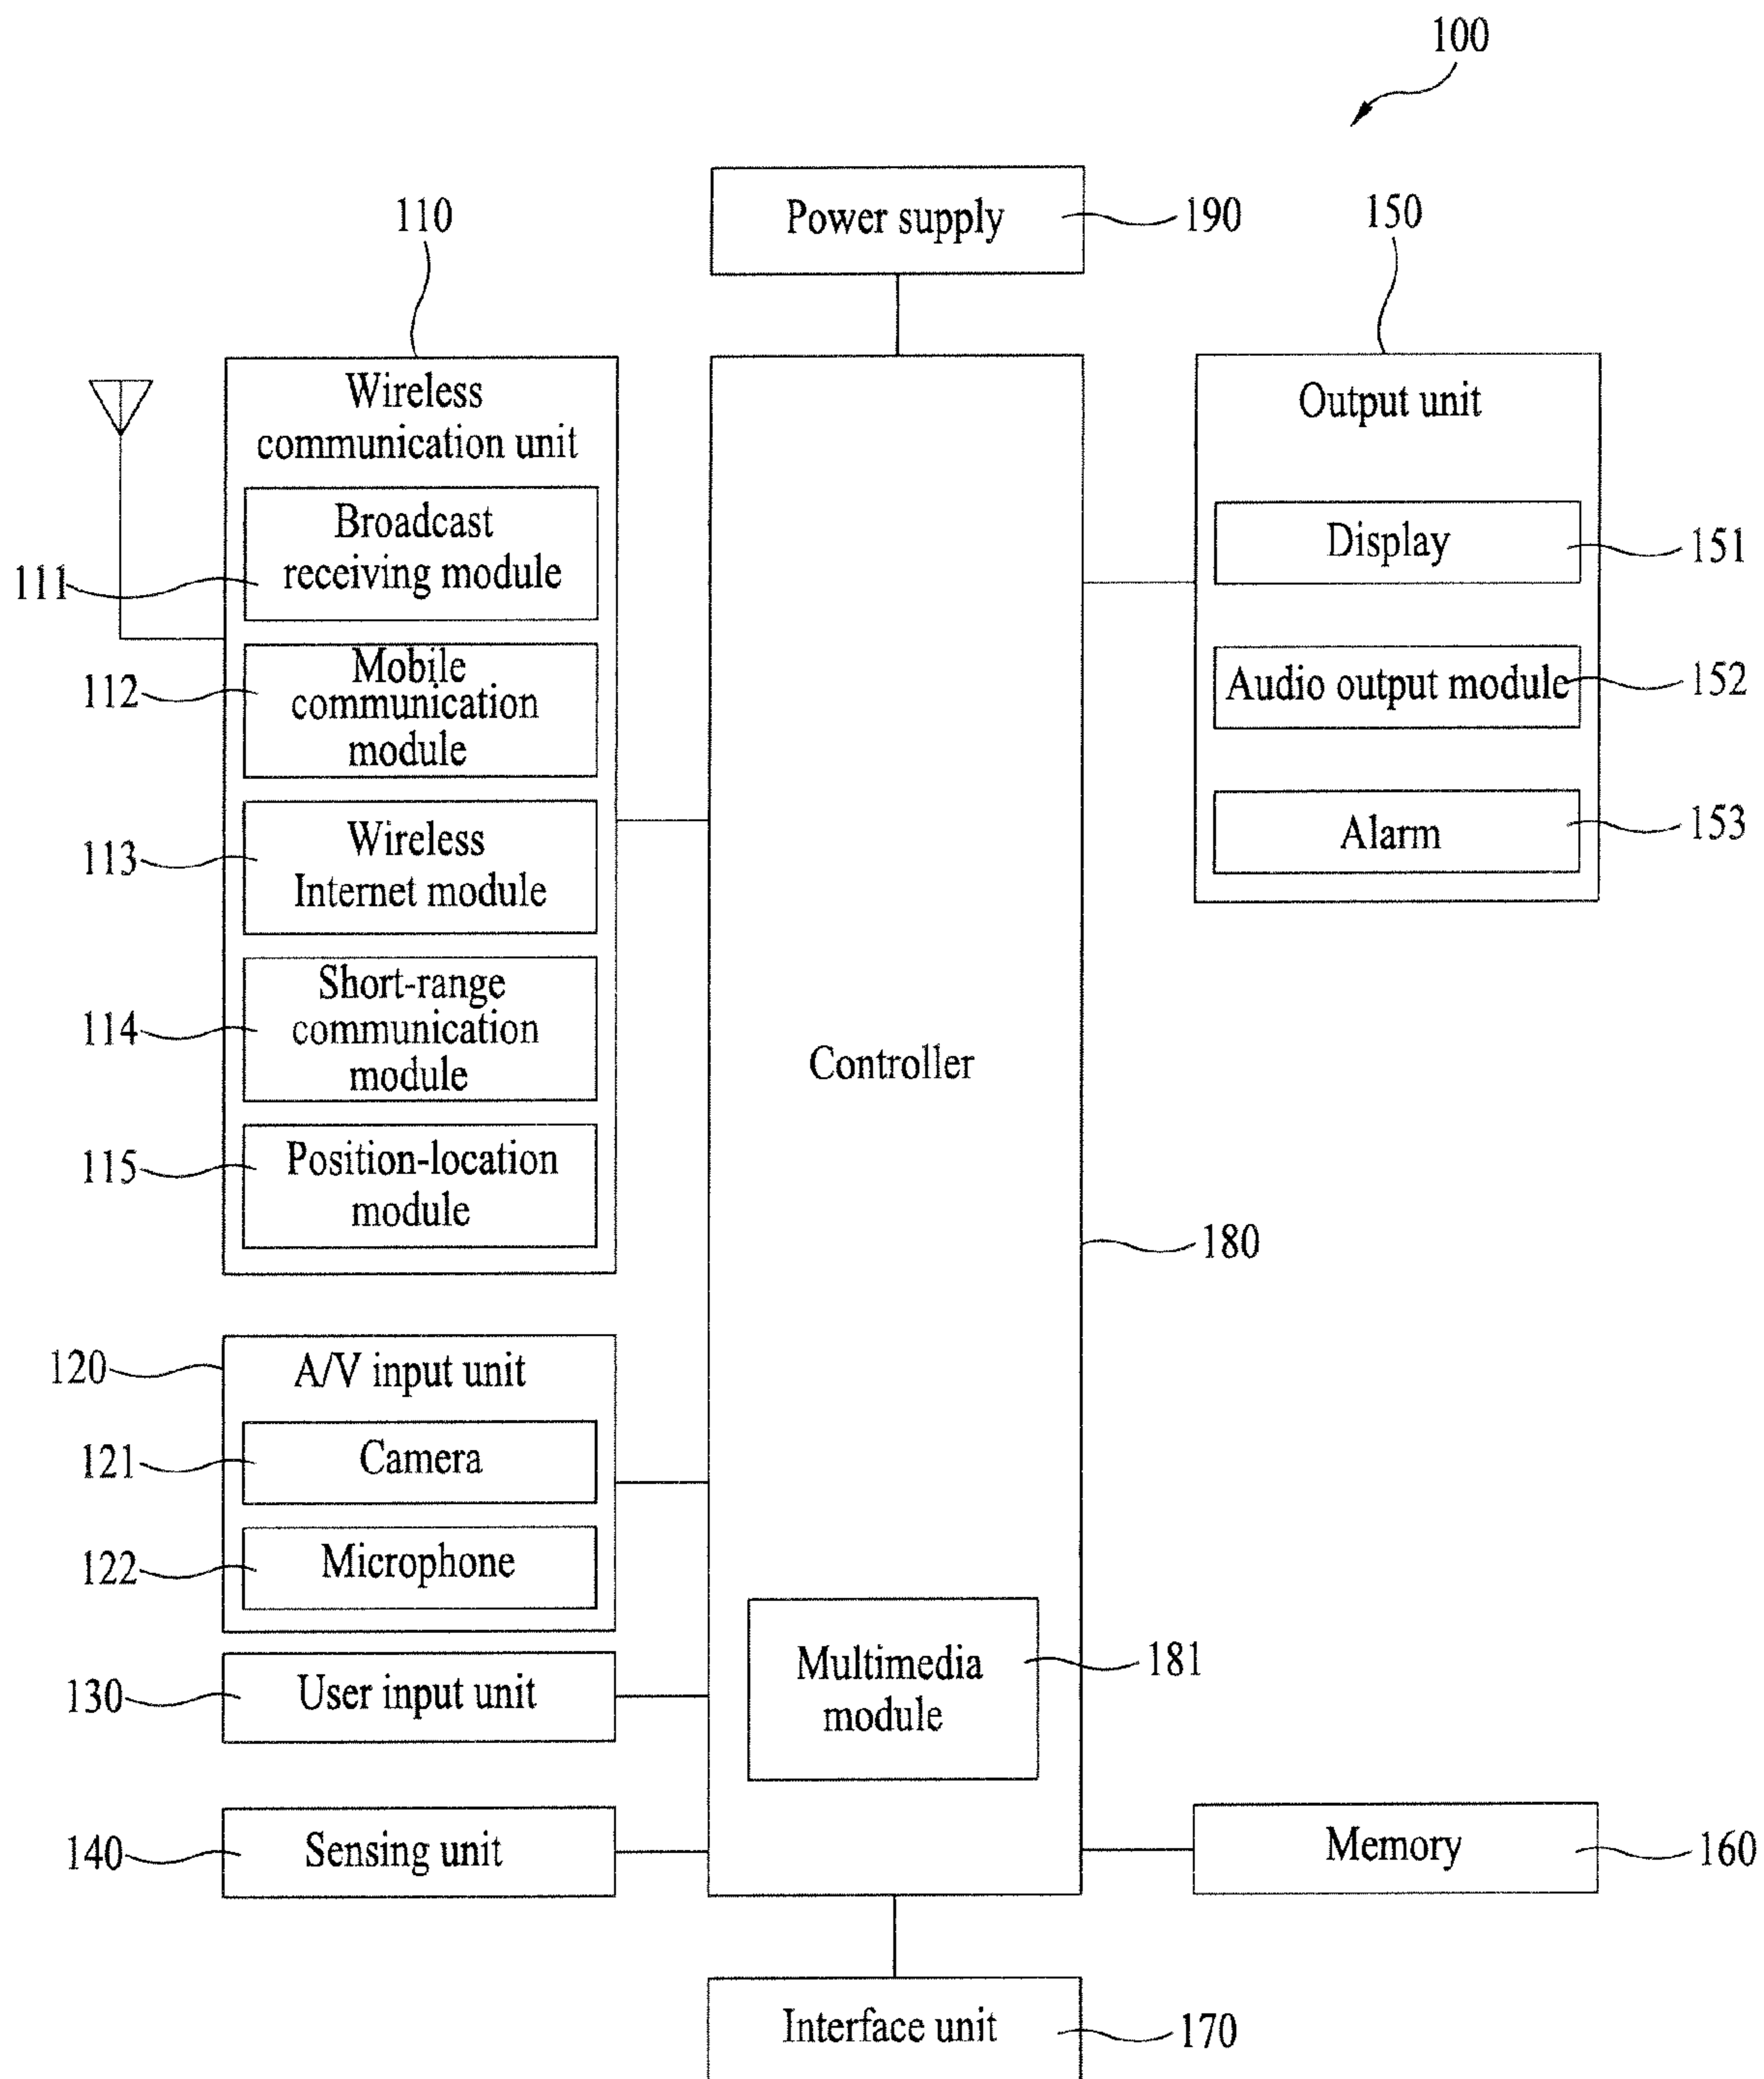 100
Power supply
190
110
150
Wireless
communication unit
Broadcast
receiving module
111
Mobile
communication
module
112
Wireless
Internet module
113
Short-range
communication
module
114
Position-location
module
115
Output unit
Display
151
Audio output module
152
Alarm
153
Controller
180
120
A/V input unit
Camera
121
Microphone
122
130
User input unit
Multimedia
module
181
140
Sensing unit
Memory
160
Interface unit
170